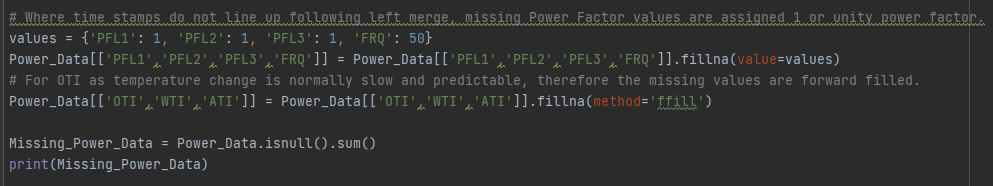 # Where time stamps do not line up following left merge, missing Power Factor values are assigned 1 or unity power factor.
values = {'PFL1': 1, 'PFL2': 1, 'PFL3': 1, 'FRQ': 50}
Power_Data[['PFL1','PFL2','PFL3','FRQ']] = Power_Data[['PFL1','PFL2','PFL3','FRQ']].fillna(value=values)
# For OTI as temperature change is normally slow and predictable, therefore the missing values are forward filled.
Power_Data[['OTI','WTI','ATI']] = Power_Data[['OTI','WTI','ATI']].fillna(method='ffill')
Missing_Power_Data = Power_Data.isnull().sum()
print(Missing_Power_Data)